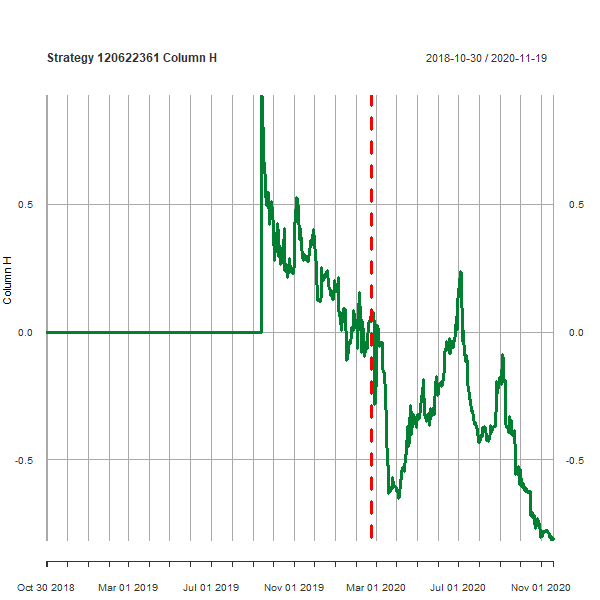 Strategy 120622361 Column H
2018-10-30 / 2020-11-19
0.5
0.5
Column H
0.0
0.0
-0.5
-0.5
Oct 30 2018
Mar 01 2019
Jul 01 2019
Nov 01 2019
Mar 01 2020
Jul 01 2020
Nov 01 2020